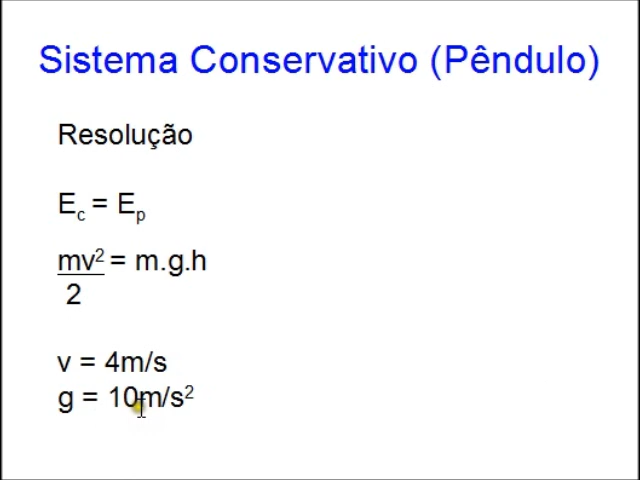 Sistema Conservativo (Pêndulo)
Resolução
Ec = Ep
mv² = m.g.h
2
v = 4m/s
g = 10m/s²